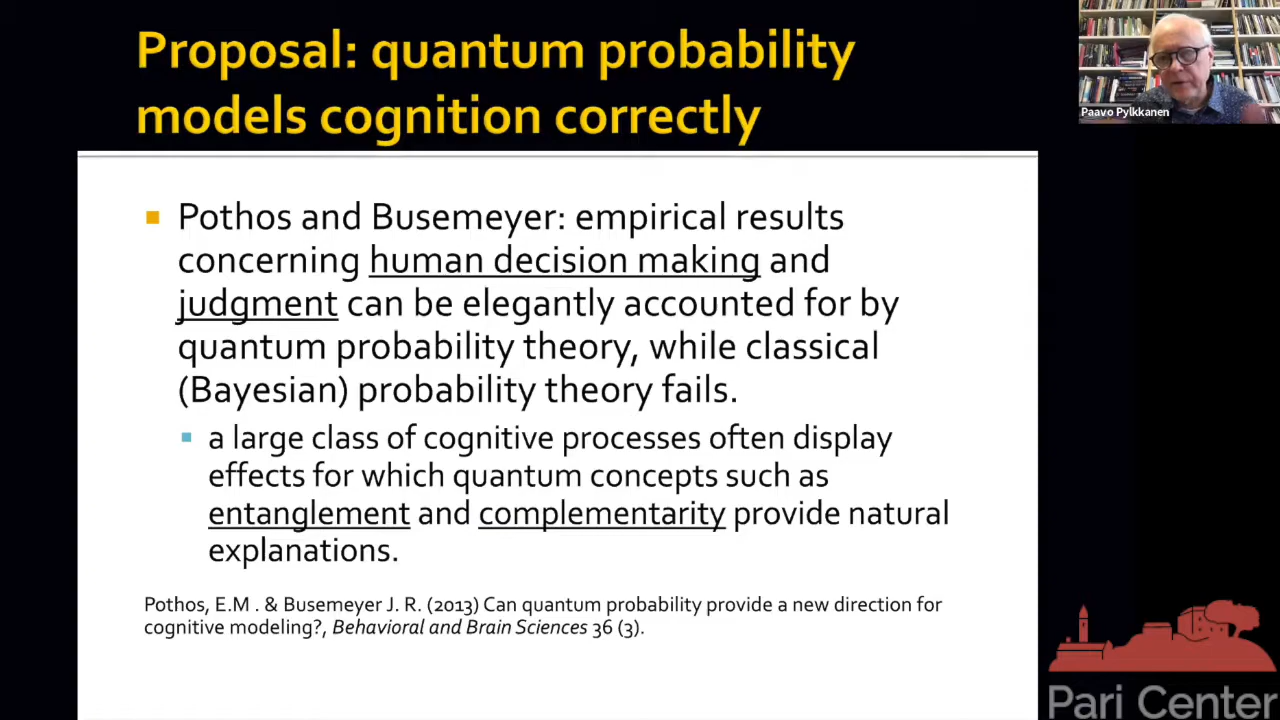 Proposal: quantum probability
models cognition correctly
Paavo Pylkkanen
Pothos and Busemeyer: empirical results
concerning human decision making and
judgment can be elegantly accounted for by
quantum probability theory, while classical
(Bayesian) probability theory fails.
a large class of cognitive processes often display
effects for which quantum concepts such as
entanglement and complementarity provide natural
explanations.
Pothos, E.M . & Busemeyer J. R. (2013) Can quantum probability provide a new direction for
cognitive modeling?, Behavioral and Brain Sciences 36 (3).
Pari Center